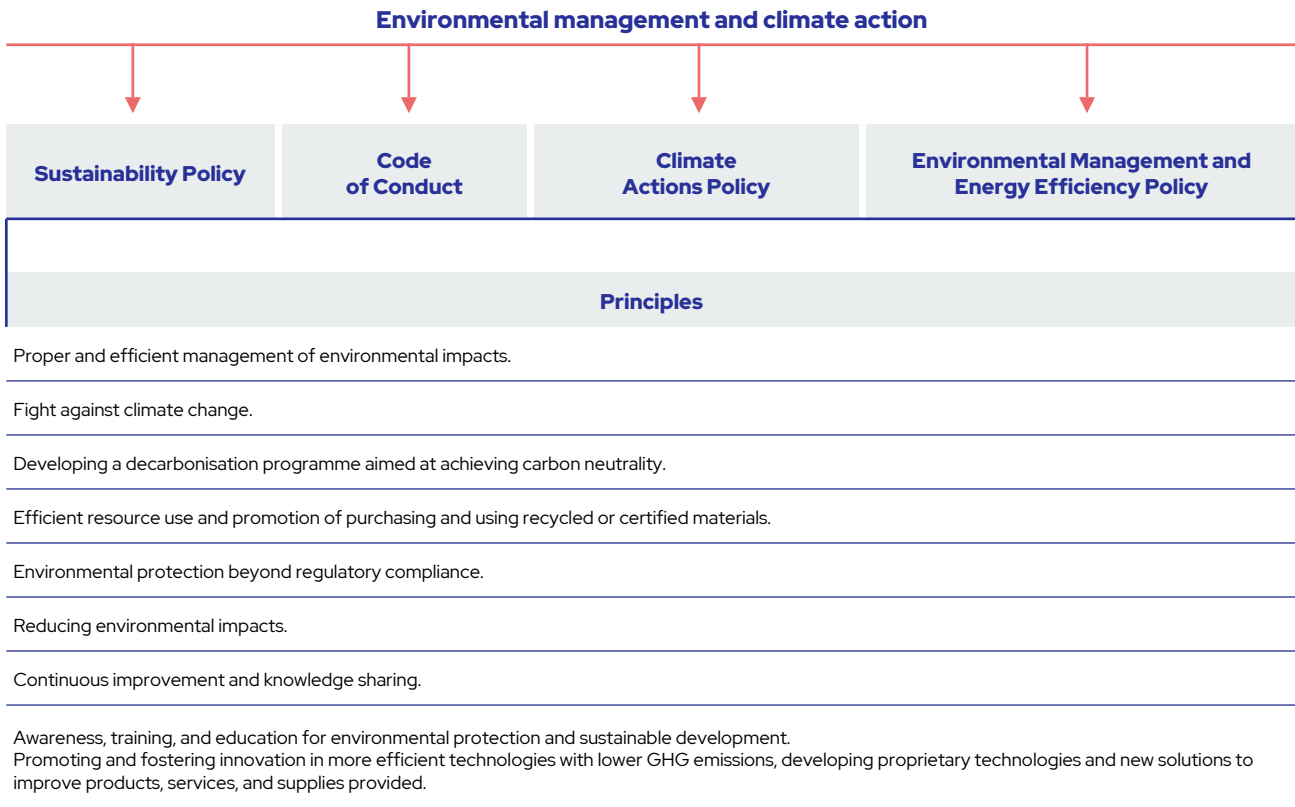 Environmental management and climate action
Sustainability Policy
Code
of Conduct
Climate
Actions Policy
Environmental Management and
Energy Efficiency Policy
Principles
Proper and efficient management of environmental impacts.
Fight against climate change.
Developing a decarbonisation programme aimed at achieving carbon neutrality.
Efficient resource use and promotion of purchasing and using recycled or certified materials.
Environmental protection beyond regulatory compliance.
Reducing environmental impacts.
Continuous improvement and knowledge sharing.
Awareness, training, and education for environmental protection and sustainable development.
Promoting and fostering innovation in more efficient technologies with lower GHG emissions, developing proprietary technologies and new solutions to
improve products, services, and supplies provided.